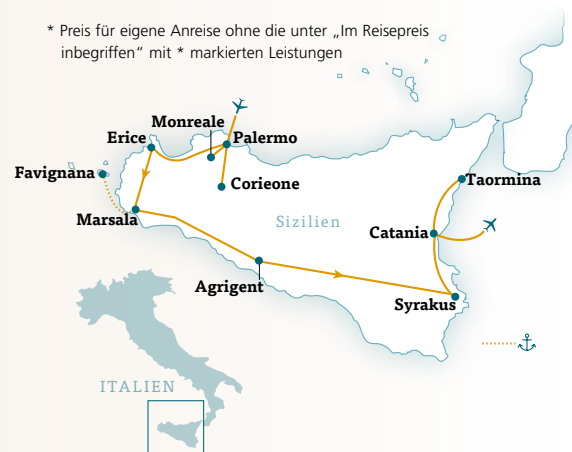 * Preis für eigene Anreise ohne die unter „Im Reisepreis
inbegriffen“ mit * markierten Leistungen
Monreale
Erice
Palermo
Favignana
Corieone
Taormina
Marsala
Sizilien
Catania
Agrigent
Syrakus
ITALIEN